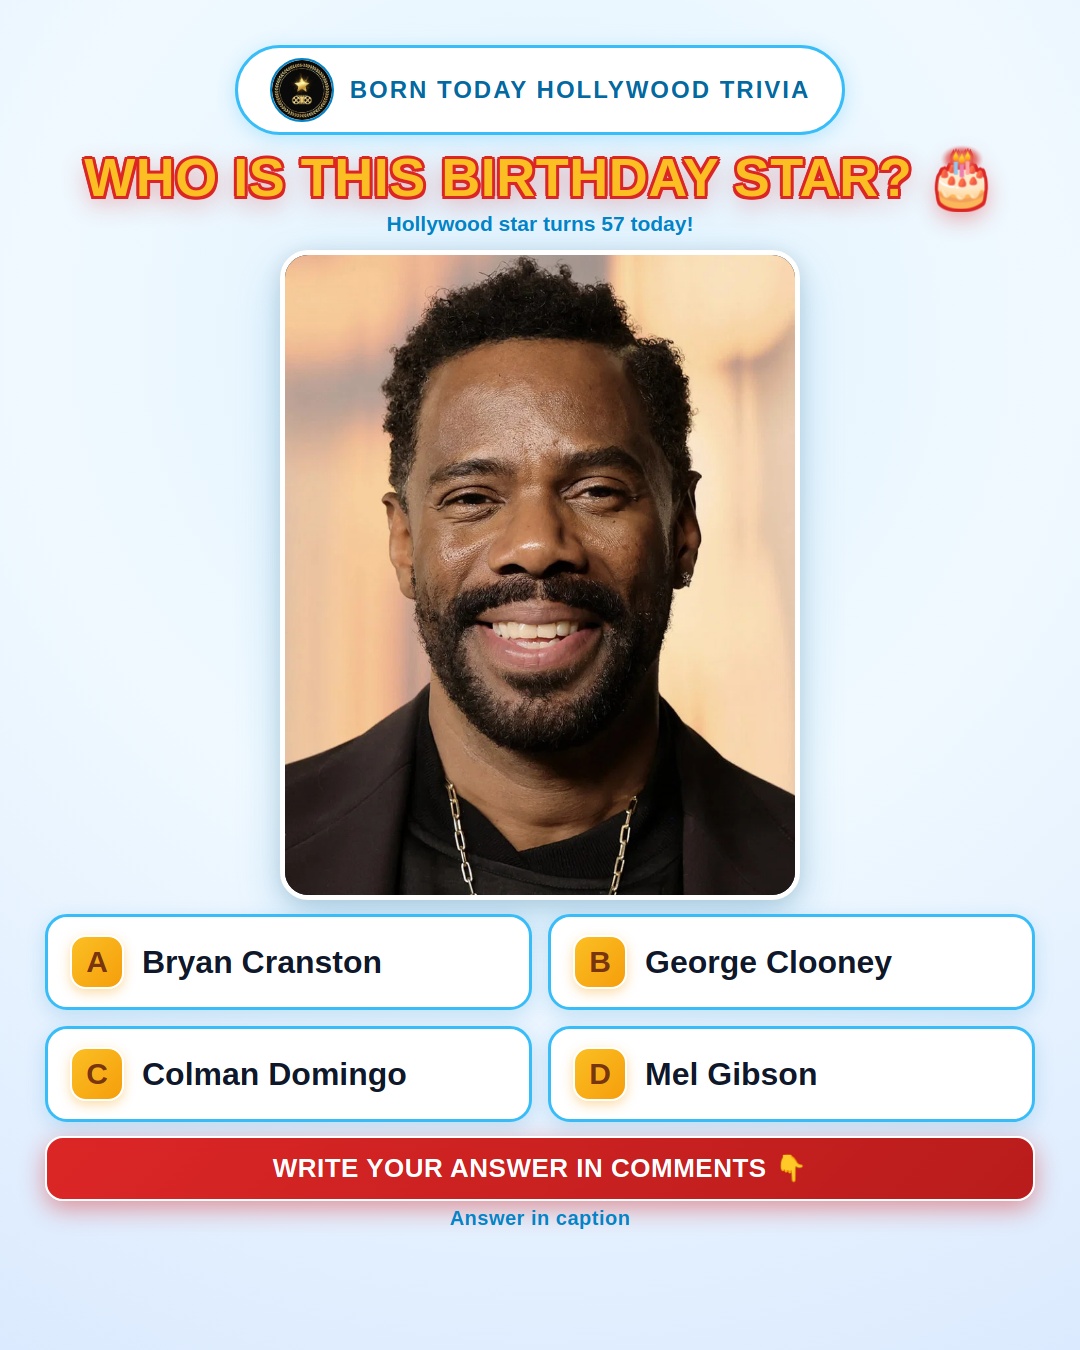 BORN TODAY HOLLYWOOD TRIVIA
WHO IS THIS BIRTHDAY STAR? 🎂
Hollywood star turns 57 today!
A Bryan Cranston
B George Clooney
C Colman Domingo
D Mel Gibson
WRITE YOUR ANSWER IN COMMENTS 👇
Answer in caption